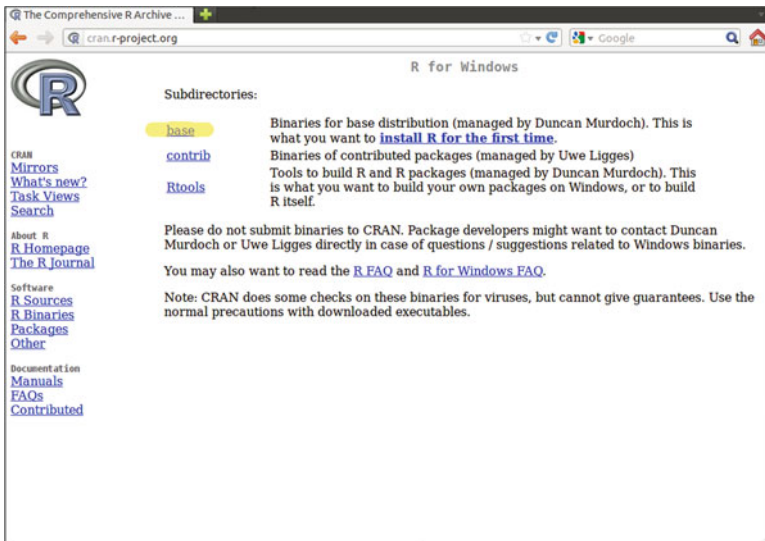 The Comprehensive R Archive ...
cran.r-project.org
Google
R
R for Windows
Subdirectories:
base
Binaries for base distribution (managed by Duncan Murdoch). This is
what you want to install R for the first time.
contrib
Binaries of contributed packages (managed by Uwe Ligges)
Rtools
Tools to build R and R packages (managed by Duncan Murdoch). This
is what you want to build your own packages on Windows, or to build
R itself.
Please do not submit binaries to CRAN. Package developers might want to contact Duncan
Murdoch or Uwe Ligges directly in case of questions / suggestions related to Windows binaries.
You may also want to read the R FAQ and R for Windows FAQ.
Note: CRAN does some checks on these binaries for viruses, but cannot give guarantees. Use the
normal precautions with downloaded executables.
CRAN
Mirrors
What's new?
Task Views
Search
About R
R Homepage
The R Journal
Software
R Sources
R Binaries
Packages
Other
Documentation
Manuals
FAQs
Contributed